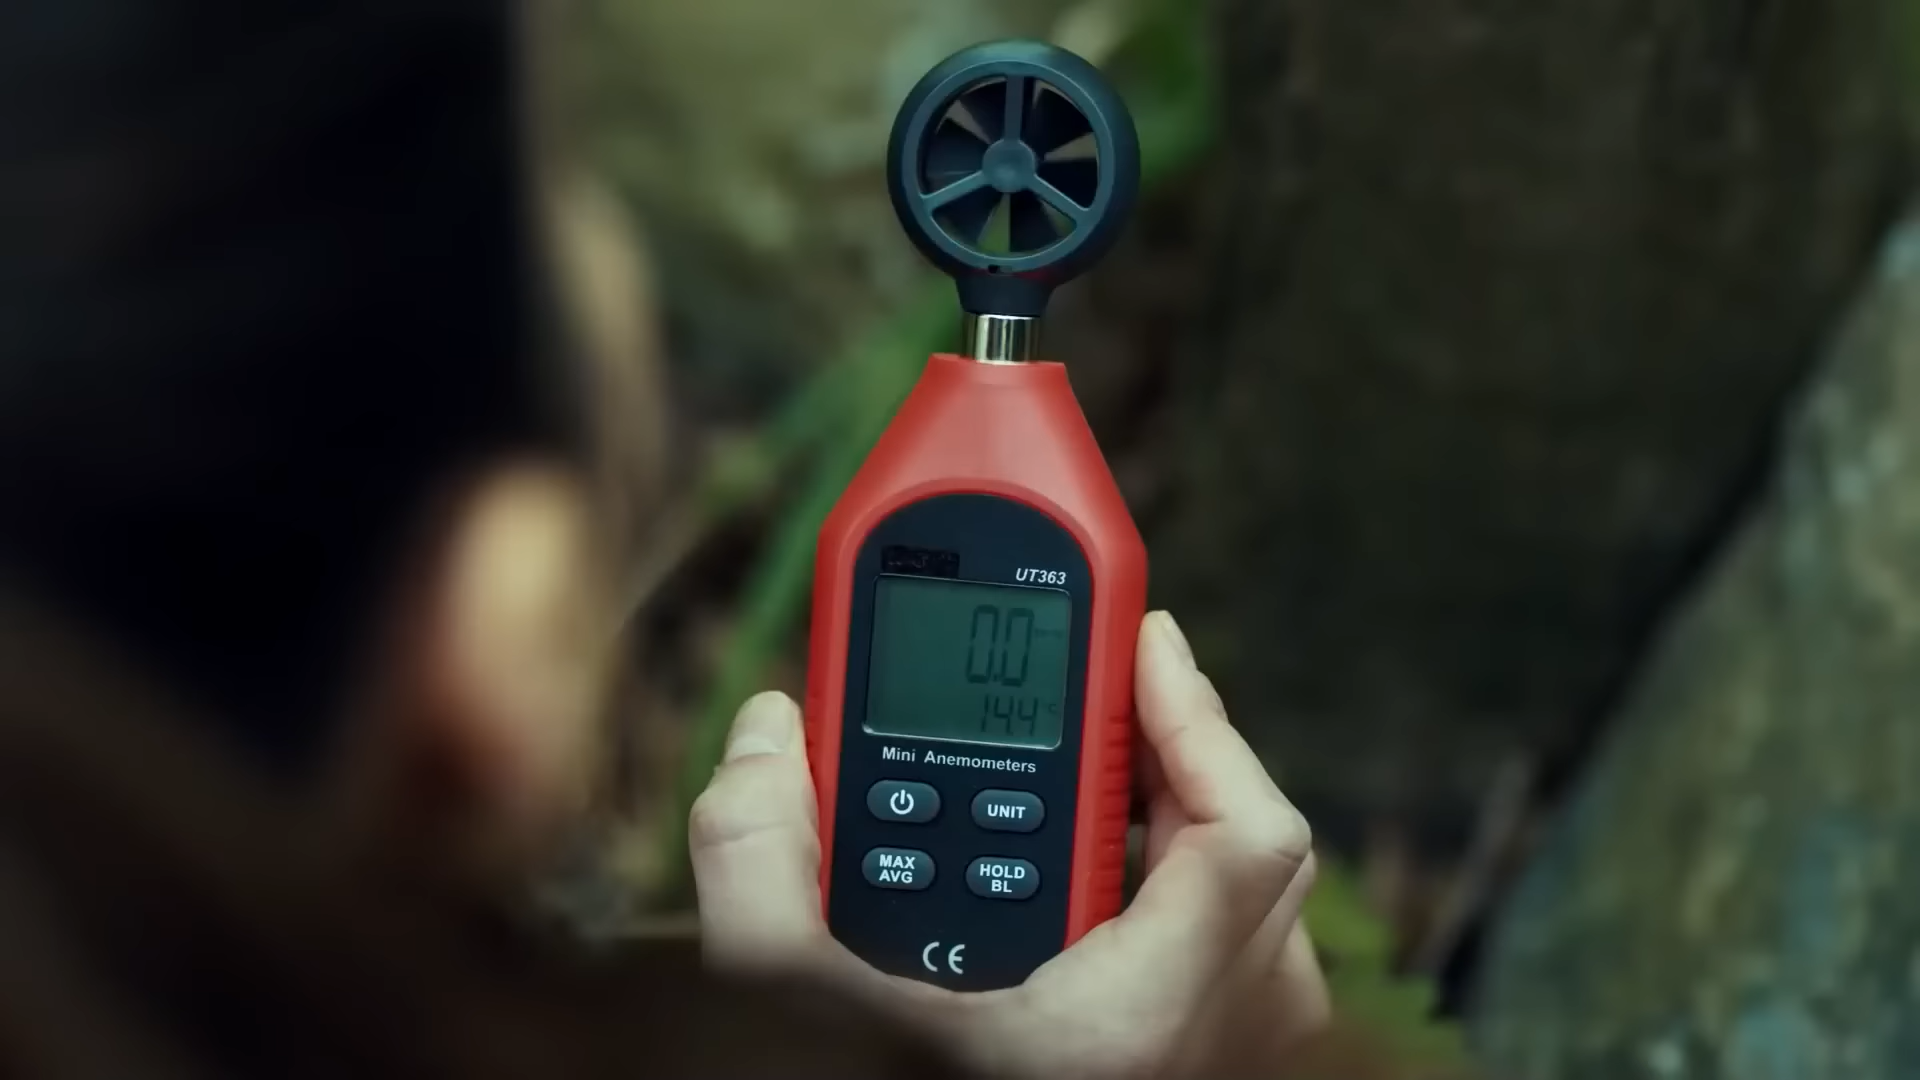 UT363
0.0
14.4 °C
Mini Anemometers
UNIT
MAX
AVG
HOLD
BL
CE